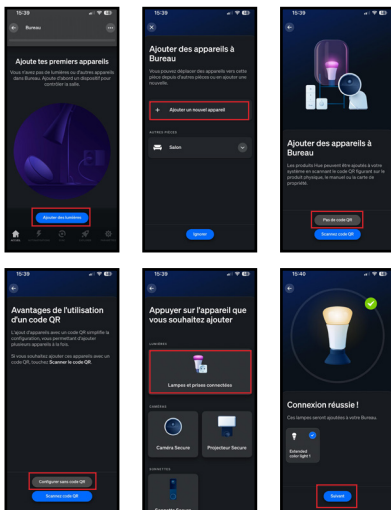 15:39
Bureau
Ajoute tes premiers appareils
Vous n'avez pas de lumières ou d'autres appareils
dans Bureau. Ajoute d'abord un dispositif pour
contrôler la salle.
Ajouter des lumières
15:39
Ajouter des appareils à
Bureau
Vous pouvez déplacer des appareils vers cette
pièce depuis d'autres pièces ou en ajouter une
nouvelle.
+ Ajouter un nouvel appareil
AUTRES PIÈCES
Salon
Ignorer
15:39
Ajouter des appareils à
Bureau
Les produits Hue peuvent être ajoutés à votre
système en scannant le code QR figurant sur le
produit physique, le manuel ou la carte de
propriété.
Pas de code QR
Scannez code QR
15:39
Avantages de l'utilisation
d'un code QR
L'ajout d'appareils avec un code QR simplifie la
configuration, vous permettant d'ajouter
plusieurs appareils à la fois.
Si vous souhaitez ajouter ces appareils avec un
code QR, touchez Scanner le code QR.
Configurer sans code QR
Scannez code QR
15:39
Appuyer sur l'appareil que
vous souhaitez ajouter
LUMIÈRES
Lampes et prises connectées
CAMÉRAS
Caméra Secure
Projecteur Secure
SONNETTES
Sonnette Secure
15:40
Connexion réussie !
Ces lampes seront ajoutées à votre Bureau.
Extended
color light 1
Suivant